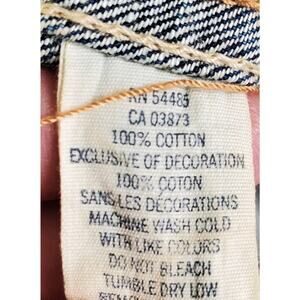 RN 54485
CA 03873
100% COTTON
EXCLUSIVE OF DECORATION
100% COTON
SANS LES DECORATIONS
MACHINE WASH COLD
WITH LIKE COLORS
DO NOT BLEACH
TUMBLE DRY LOW